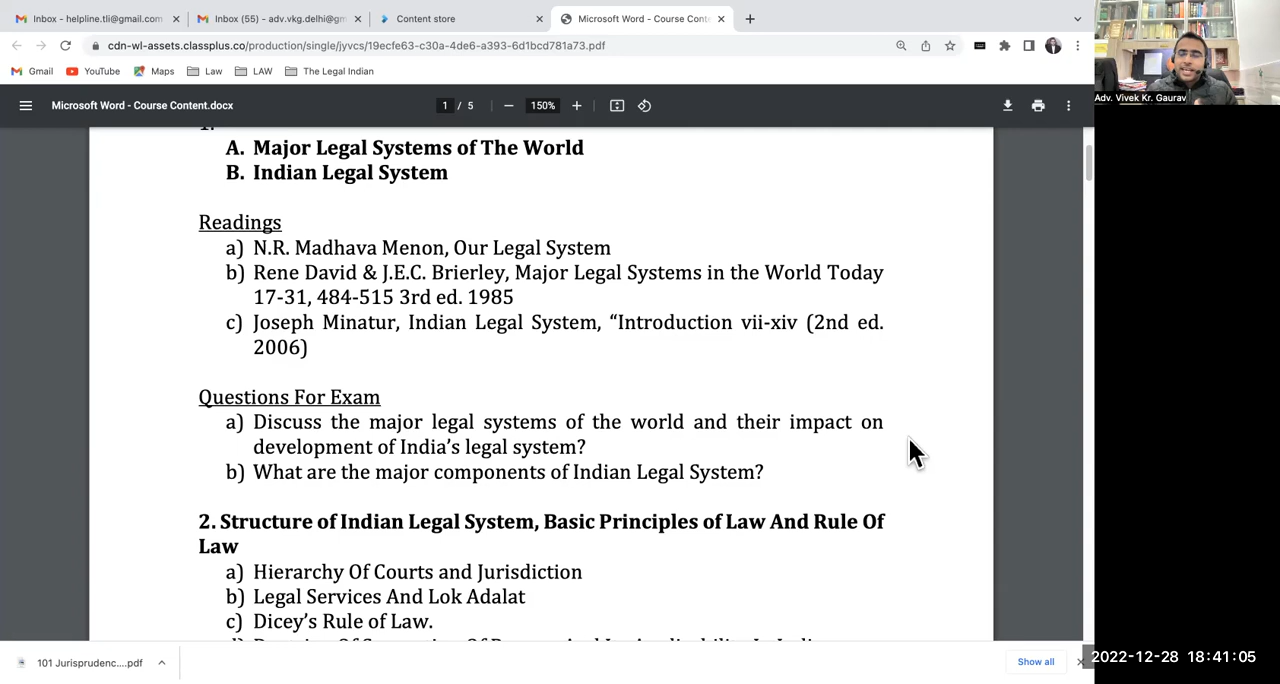 Inbox - helpline.tli@gmail.com
Inbox (55) - adv.vkg.delhi@gm
Content store
Microsoft Word - Course Conte
cdn-wl-assets.classplus.co/production/single/jyvcs/19ecfe63-c30a-4de6-a393-6d1bcd781a73.pdf
Gmail
YouTube
Maps
Law
LAW
The Legal Indian
Adv. Vivek Kr. Gaurav
Microsoft Word - Course Content.docx
1 / 5
150%
1.
A. Major Legal Systems of The World
B. Indian Legal System
Readings
a) N.R. Madhava Menon, Our Legal System
b) Rene David & J.E.C. Brierley, Major Legal Systems in the World Today
17-31, 484-515 3rd ed. 1985
c) Joseph Minatur, Indian Legal System, “Introduction vii-xiv (2nd ed.
2006)
Questions For Exam
a) Discuss the major legal systems of the world and their impact on
development of India's legal system?
b) What are the major components of Indian Legal System?
2. Structure of Indian Legal System, Basic Principles of Law And Rule Of
Law
a) Hierarchy Of Courts and Jurisdiction
b) Legal Services And Lok Adalat
c) Dicey's Rule of Law.
101 Jurisprudenc....pdf
Show all
2022-12-28 18:41:05